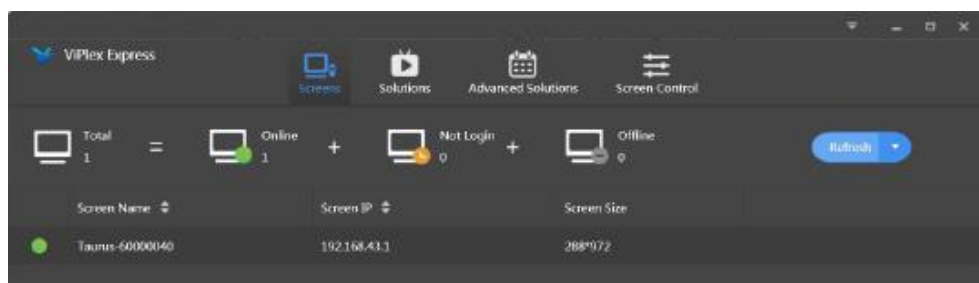 ViPlex Express
Screens
Solutions
Advanced Solutions
Screen Control
Total
1
=
Online
1
+
Not Login
0
+
Offline
0
Refresh
Screen Name
Screen IP
Screen Size
Taurus-60000040
192.168.43.1
288*972